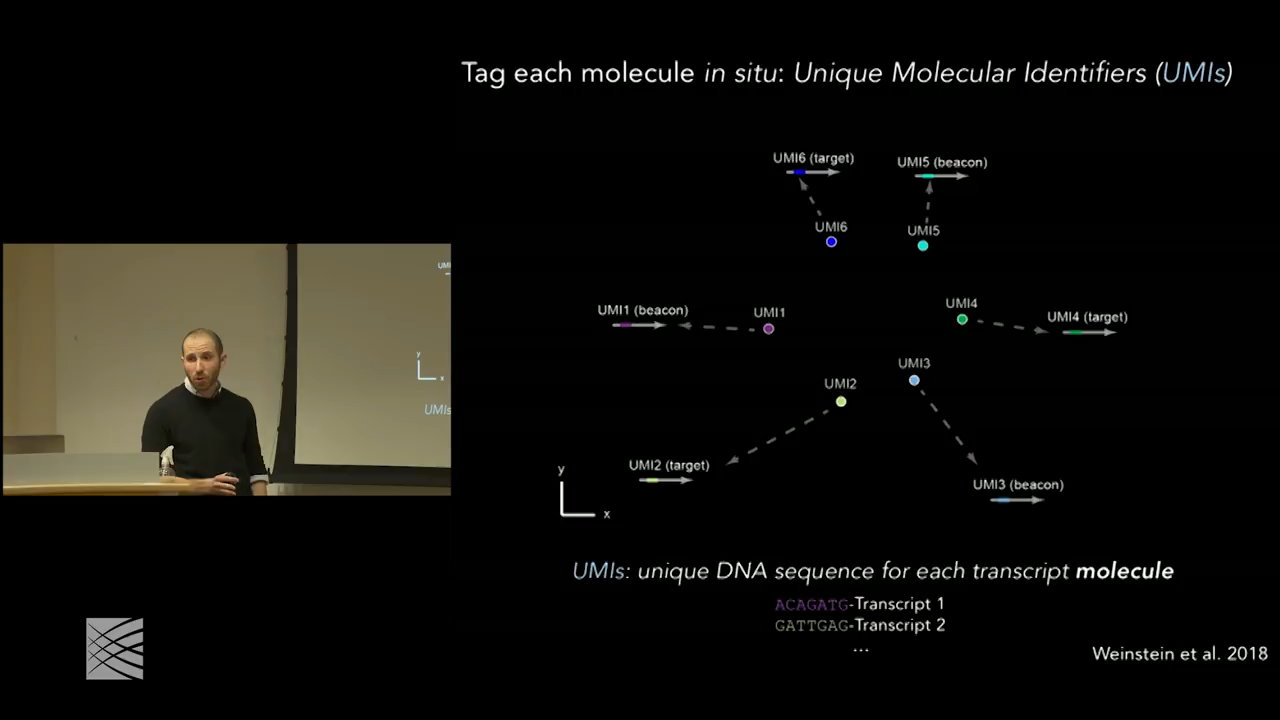 Tag each molecule in situ: Unique Molecular Identifiers (UMIs)
UMI6 (target)
UMI5 (beacon)
UMI6
UMI5
UMI1 (beacon)
UMI1
UMI4
UMI4 (target)
UMI3
UMI2
UMI2 (target)
UMI3 (beacon)
y
x
UMIs: unique DNA sequence for each transcript molecule
ACAGATG-Transcript 1
GATTGAG-Transcript 2
...
Weinstein et al. 2018
UMI
y
x
UMIs